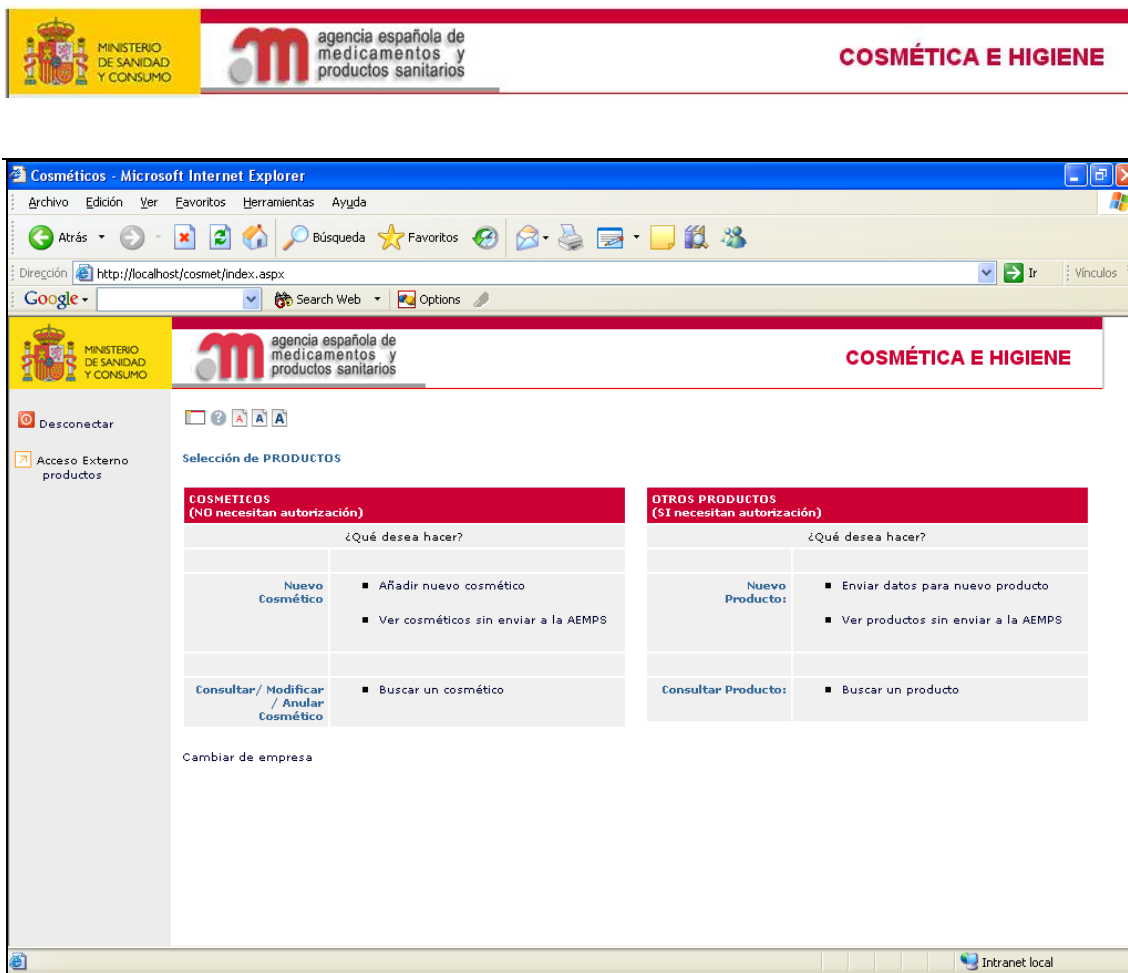 MINISTERIO
DE SANIDAD
Y CONSUMO
agencia española de
medicamentos y
productos sanitarios
COSMÉTICA E HIGIENE
Cosméticos - Microsoft Internet Explorer
Archivo Edición Ver Favoritos Herramientas Ayuda
Atrás Búsqueda Favoritos
Dirección http://localhost/cosmet/index.aspx Ir Vínculos
Google Search Web Options
MINISTERIO
DE SANIDAD
Y CONSUMO
agencia española de
medicamentos y
productos sanitarios
COSMÉTICA E HIGIENE
Desconectar
Acceso Externo
productos
A A A
Selección de PRODUCTOS
COSMETICOS
(NO necesitan autorización)
¿Qué desea hacer?
Nuevo
Cosmético
Añadir nuevo cosmético
Ver cosméticos sin enviar a la AEMPS
Consultar/ Modificar
/ Anular
Cosmético
Buscar un cosmético
OTROS PRODUCTOS
(SI necesitan autorización)
¿Qué desea hacer?
Nuevo
Producto:
Enviar datos para nuevo producto
Ver productos sin enviar a la AEMPS
Consultar Producto:
Buscar un producto
Cambiar de empresa
Intranet local